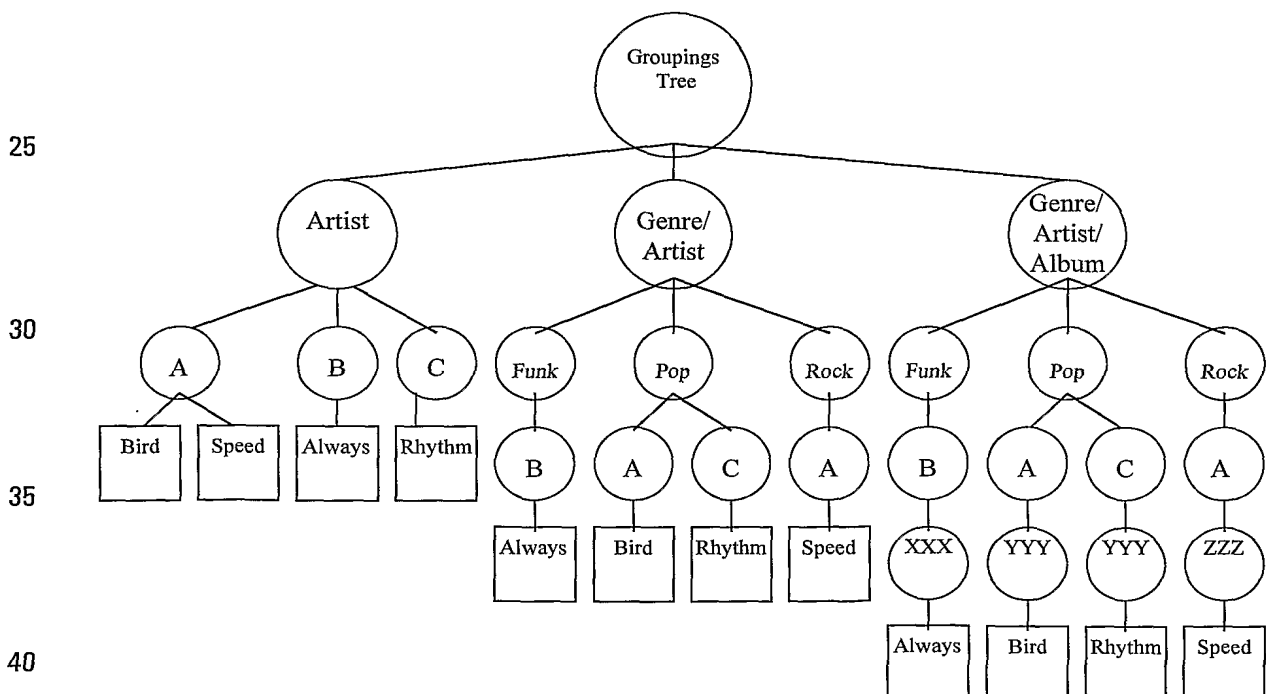 Groupings
Tree
25
Artist
Genre/
Artist
Genre/
Artist/
Album
30
A
B
C
Funk
Pop
Rock
Funk
Pop
Rock
Bird
Speed
Always
Rhythm
B
A
C
A
B
A
C
A
35
Always
Bird
Rhythm
Speed
XXX
YYY
YYY
ZZZ
Always
Bird
Rhythm
Speed
40